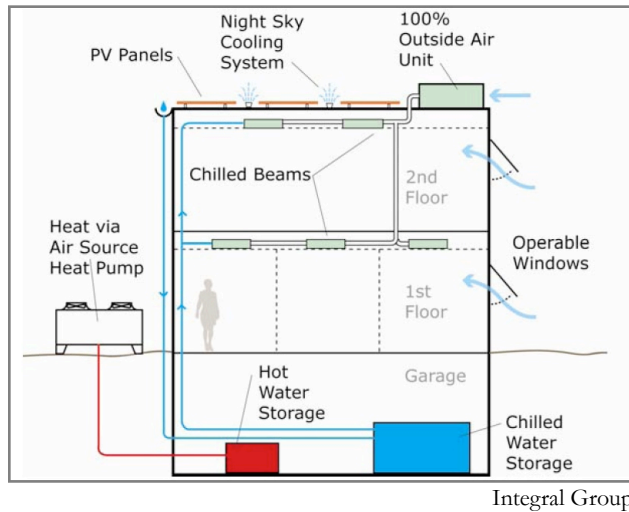 Night Sky
Cooling
System
100%
Outside Air
Unit
PV Panels
Chilled Beams
2nd
Floor
Heat via
Air Source
Heat Pump
Operable
Windows
1st
Floor
Garage
Hot
Water
Storage
Chilled
Water
Storage
Integral Group